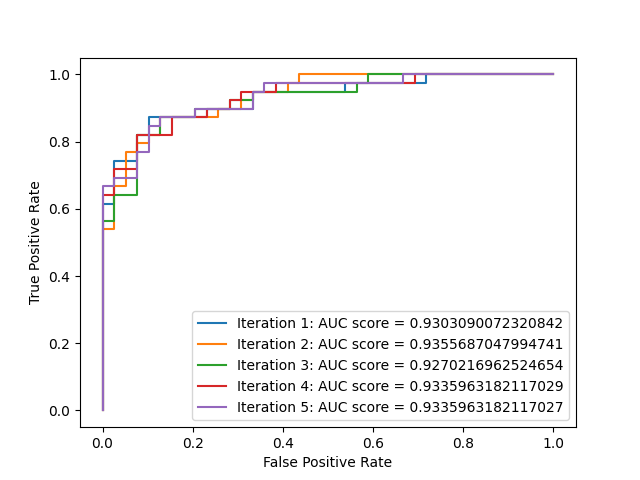 1.0
0.8
0.6
0.4
0.2
0.0
True Positive Rate
Iteration 1: AUC score = 0.9303090072320842
Iteration 2: AUC score = 0.9355687047994741
Iteration 3: AUC score = 0.9270216962524654
Iteration 4: AUC score = 0.9335963182117029
Iteration 5: AUC score = 0.9335963182117027
0.0 0.2 0.4 0.6 0.8 1.0
False Positive Rate